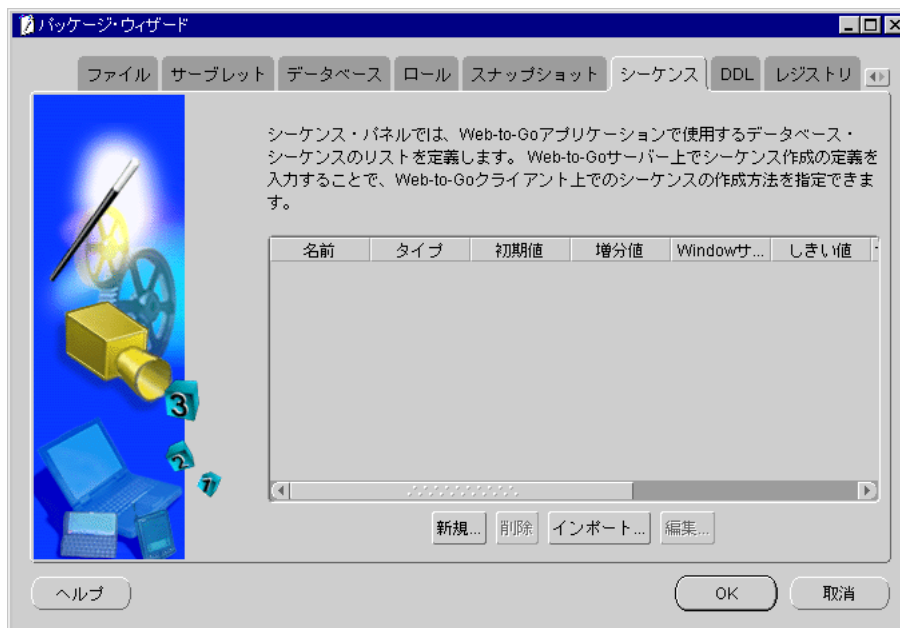 パッケージ・ウィザード
ファイル サーブレット データベース ロール スナップショット シーケンス DDL レジストリ
シーケンス・パネルでは、Web-to-Goアプリケーションで使用するデータベース・
シーケンスのリストを定義します。 Web-to-Goサーバー上でシーケンス作成の定義を
入力することで、Web-to-Goクライアント上でのシーケンスの作成方法を指定できま
す。
名前 タイプ 初期値 増分値 Windowサ... しきい値
3
2
1
新規... 削除 インポート... 編集...
ヘルプ OK 取消